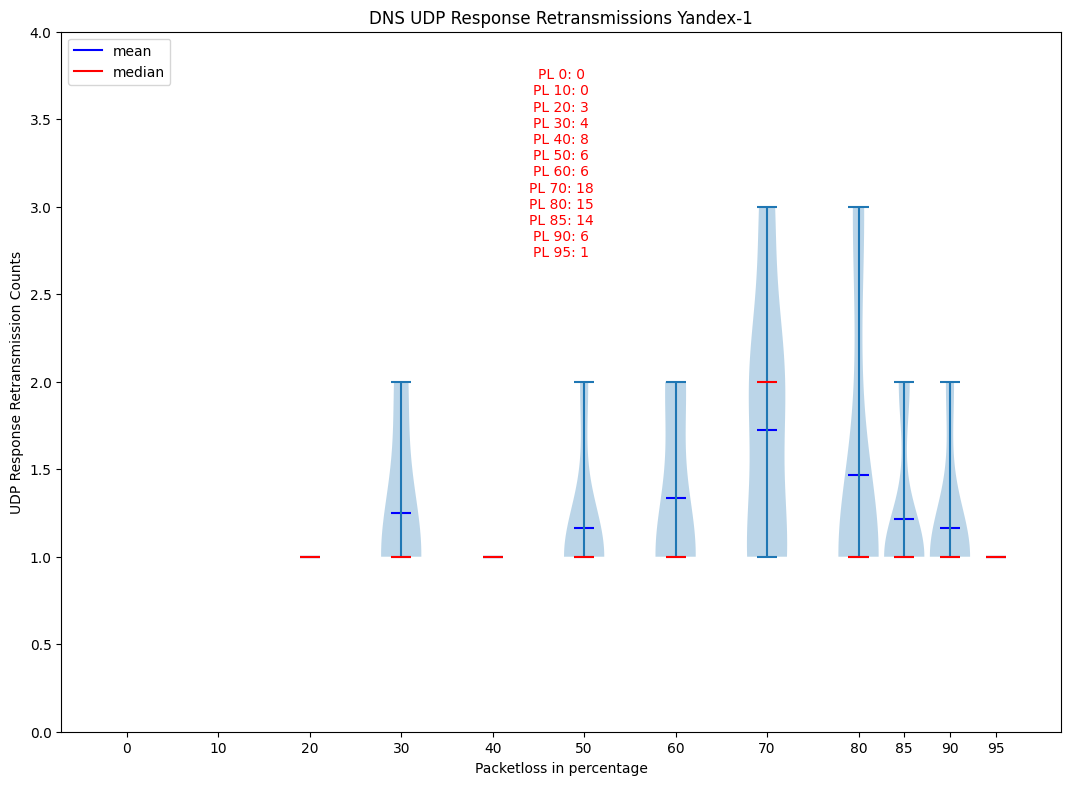 DNS UDP Response Retransmissions Yandex-1
mean
median
PL 0: 0
PL 10: 0
PL 20: 3
PL 30: 4
PL 40: 8
PL 50: 6
PL 60: 6
PL 70: 18
PL 80: 15
PL 85: 14
PL 90: 6
PL 95: 1
UDP Response Retransmission Counts
4.0
3.5
3.0
2.5
2.0
1.5
1.0
0.5
0.0
0 10 20 30 40 50 60 70 80 85 90 95
Packetloss in percentage